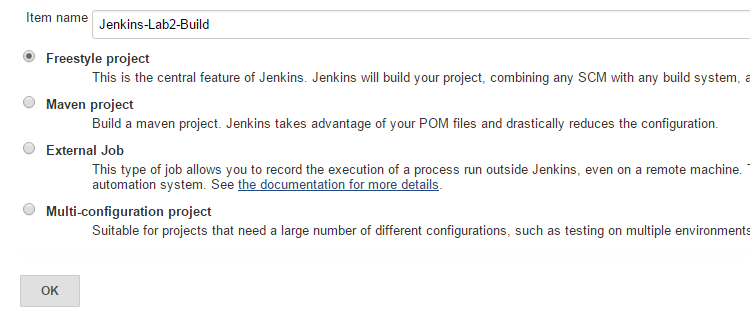 Item name Jenkins-Lab2-Build
Freestyle project
This is the central feature of Jenkins. Jenkins will build your project, combining any SCM with any build system, a
Maven project
Build a maven project. Jenkins takes advantage of your POM files and drastically reduces the configuration.
External Job
This type of job allows you to record the execution of a process run outside Jenkins, even on a remote machine. T
automation system. See the documentation for more details.
Multi-configuration project
Suitable for projects that need a large number of different configurations, such as testing on multiple environments
OK